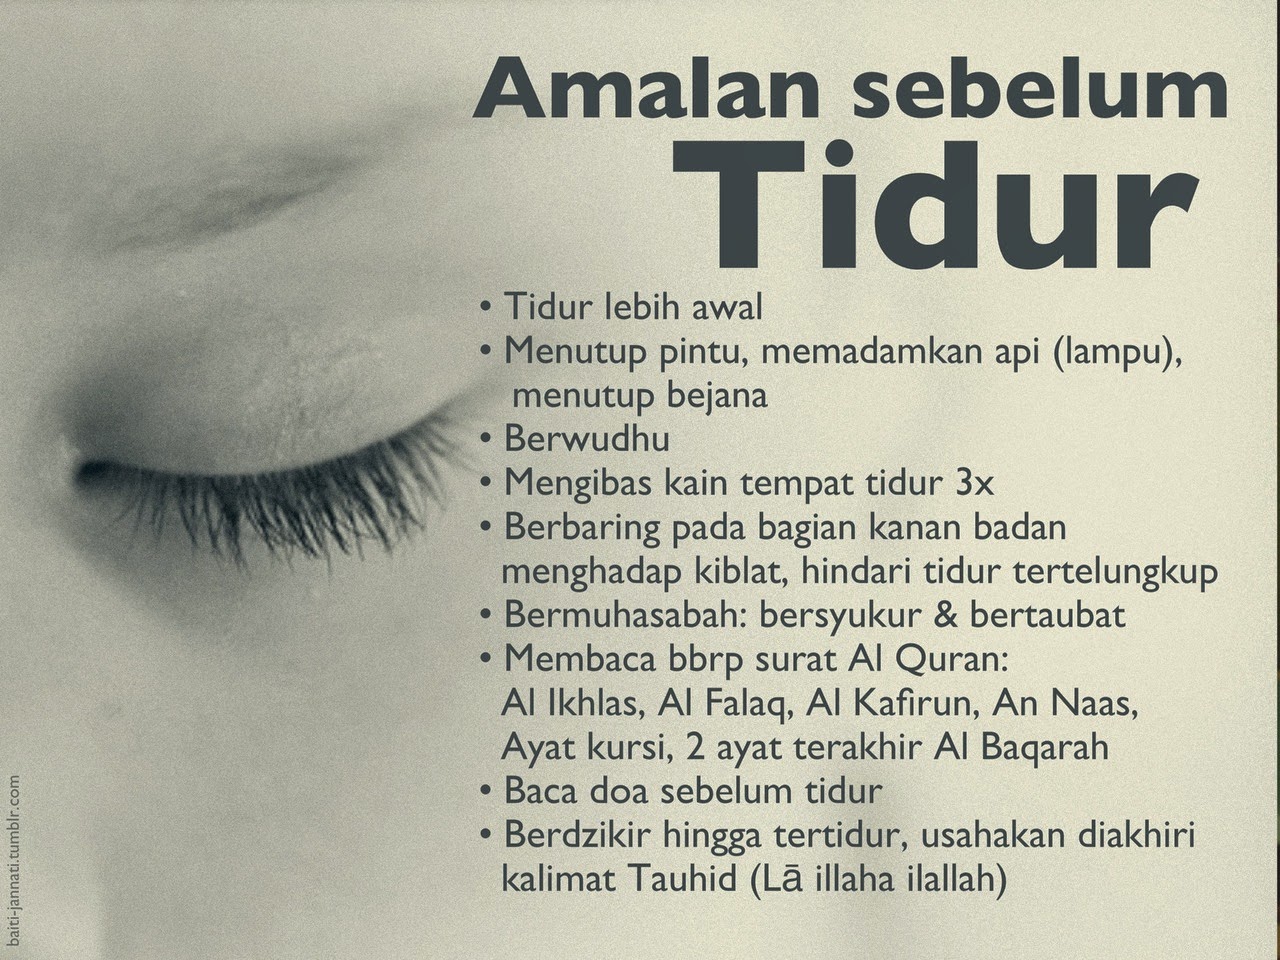 Amalan sebelum
Tidur
• Tidur lebih awal
• Menutup pintu, memadamkan api (lampu),
menutup bejana
• Berwudhu
• Mengibas kain tempat tidur 3x
• Berbaring pada bagian kanan badan
menghadap kiblat, hindari tidur tertelungkup
• Bermuhasabah: bersyukur & bertaubat
• Membaca bbrp surat Al Quran:
Al Ikhlas, Al Falaq, Al Kafirun, An Naas,
Ayat kursi, 2 ayat terakhir Al Baqarah
• Baca doa sebelum tidur
• Berdzikir hingga tertidur, usahakan diakhiri
kalimat Tauhid (Lā illaha ilallah)
baiti-jannati.tumblr.com